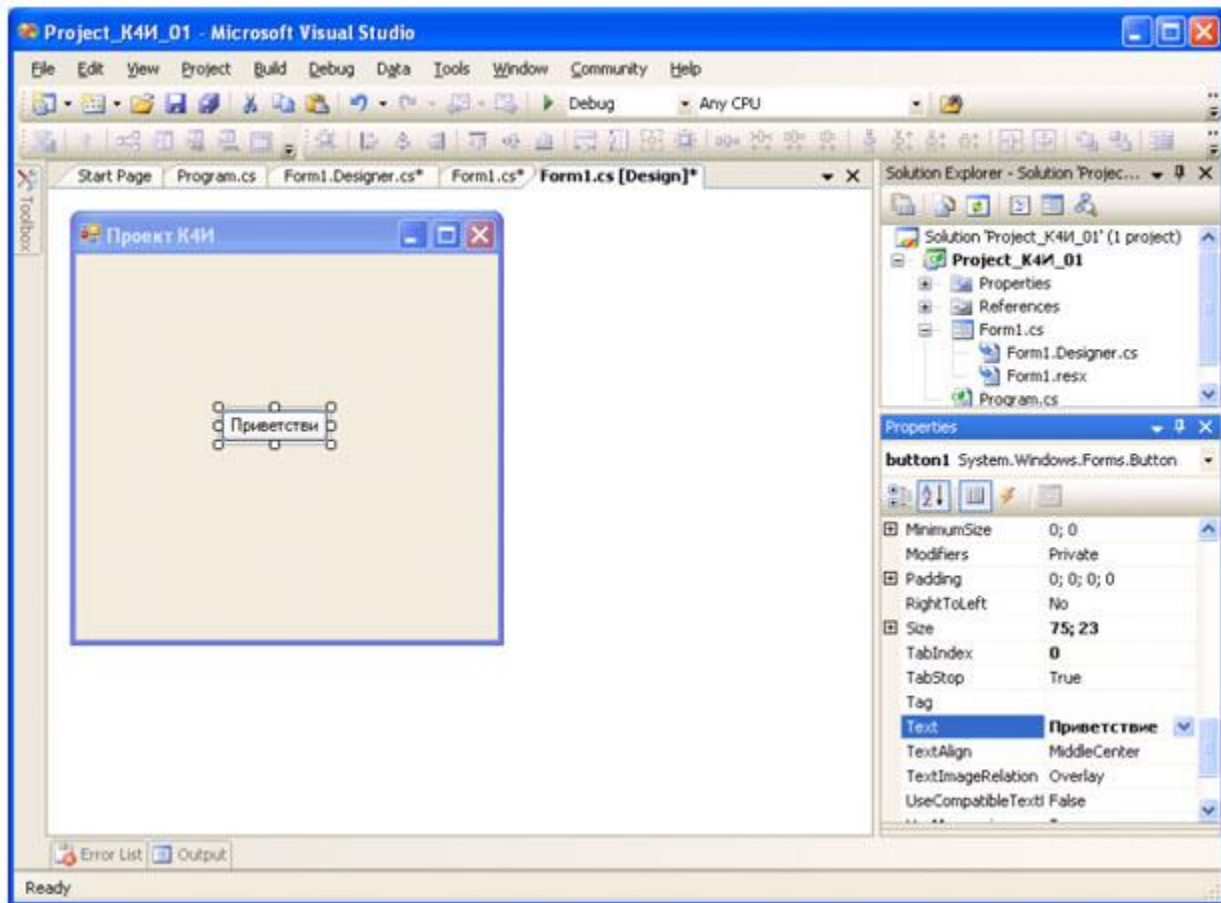 Project_К4И_01 - Microsoft Visual Studio
File Edit View Project Build Debug Data Tools Window Community Help
Debug Any CPU
Toolbox
Start Page Program.cs Form1.Designer.cs* Form1.cs* Form1.cs [Design]*
Проект К4И
Приветстви
Solution Explorer - Solution 'Projec...
Solution 'Project_К4И_01' (1 project)
Project_К4И_01
Properties
References
Form1.cs
Form1.Designer.cs
Form1.resx
Program.cs
Properties
button1 System.Windows.Forms.Button
MinimumSize 0; 0
Modifiers Private
Padding 0; 0; 0; 0
RightToLeft No
Size 75; 23
TabIndex 0
TabStop True
Tag
Text Приветствие
TextAlign MiddleCenter
TextImageRelation Overlay
UseCompatibleTextI False
Error List Output
Ready